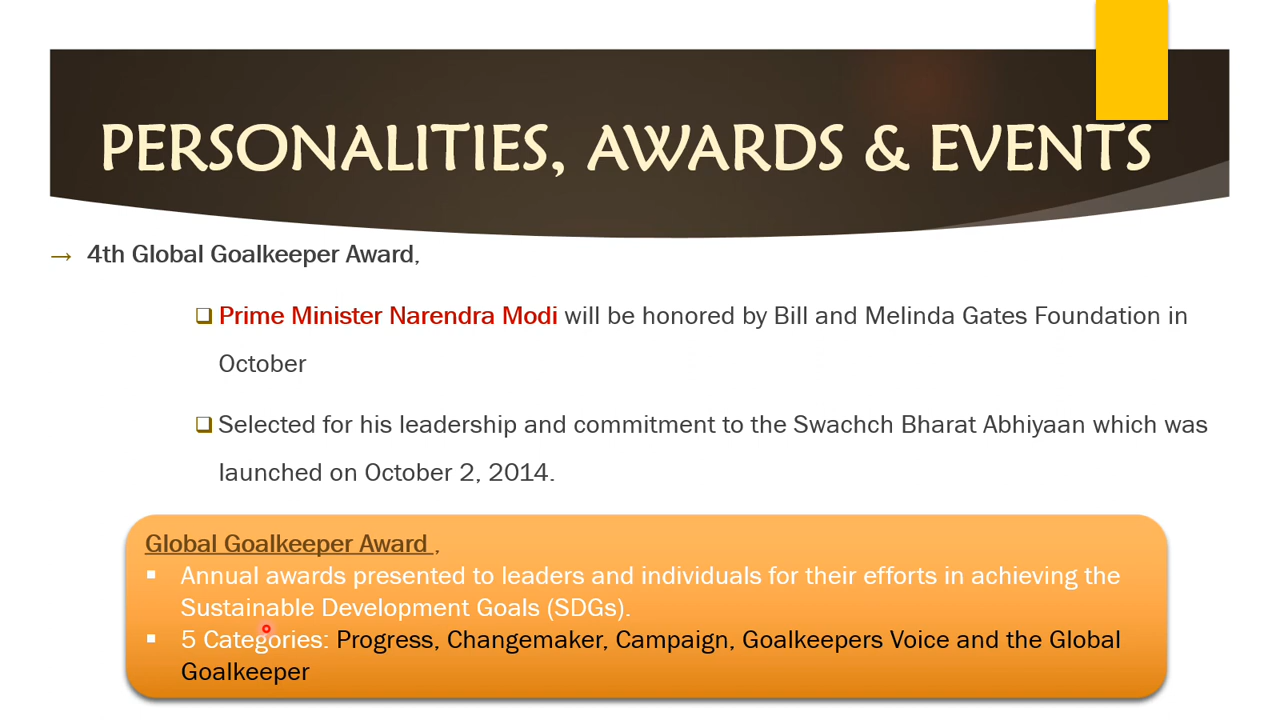 PERSONALITIES, AWARDS & EVENTS
→ 4th Global Goalkeeper Award,
❑ Prime Minister Narendra Modi will be honored by Bill and Melinda Gates Foundation in
October
❑ Selected for his leadership and commitment to the Swachch Bharat Abhiyaan which was
launched on October 2, 2014.
Global Goalkeeper Award ,
▪ Annual awards presented to leaders and individuals for their efforts in achieving the
Sustainable Development Goals (SDGs).
▪ 5 Categories: Progress, Changemaker, Campaign, Goalkeepers Voice and the Global
Goalkeeper